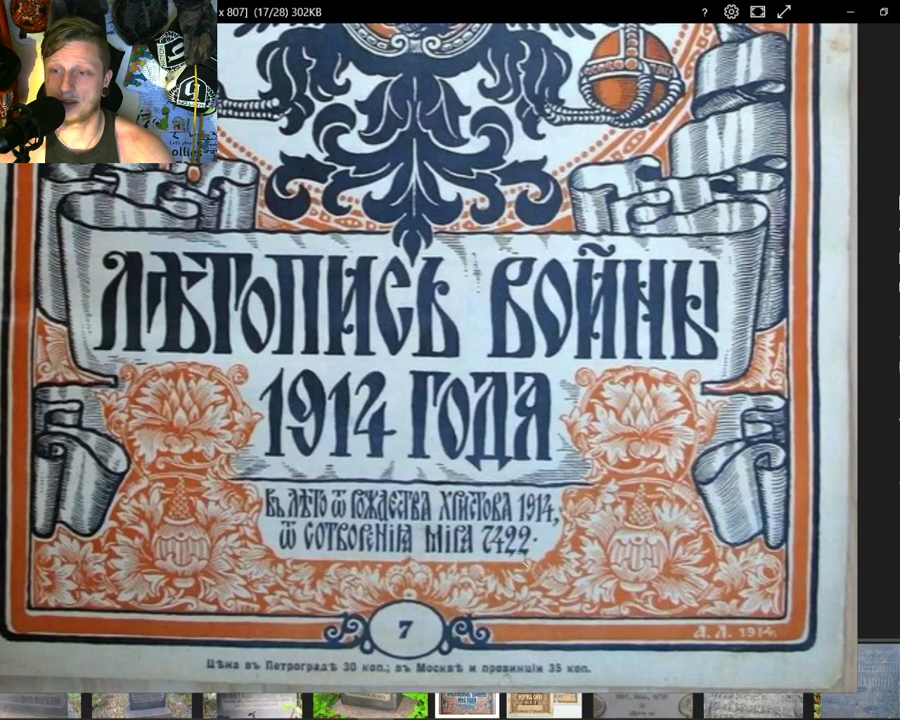 x 807] (17/28) 302KB
ЛѢТОПИСЬ ВОЙНЫ
1914 ГОДА
Въ лѣто ѿ Рождества Христова 1914,
ѿ сотворенія міра 7422.
7
Л. Л. 1914.
Цѣна въ Петроградѣ 30 коп.; въ Москвѣ и провинціи 35 коп.